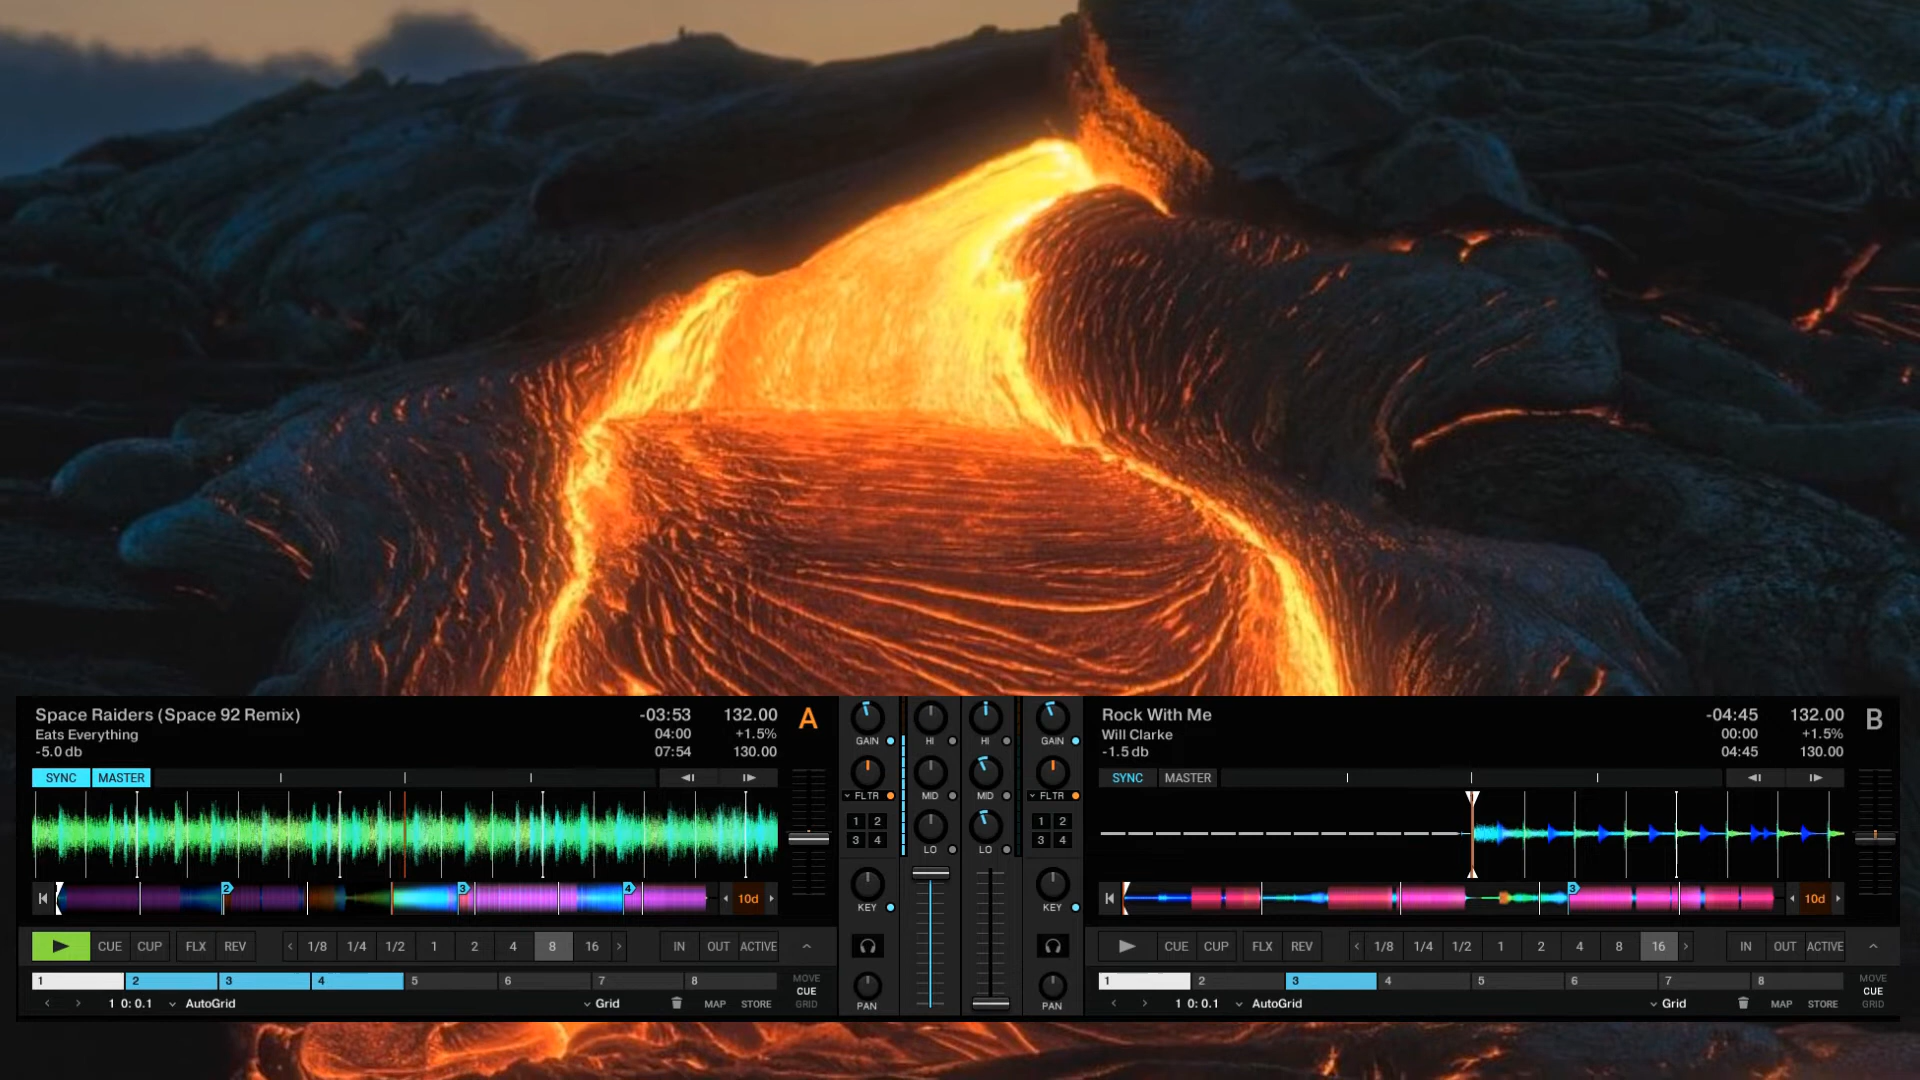 Space Raiders (Space 92 Remix) -03:53 132.00 A
Eats Everything 04:00 +1.5%
-5.0 db 07:54 130.00
SYNC MASTER
2 3 4 10d
CUE CUP FLX REV 1/8 1/4 1/2 1 2 4 8 16 IN OUT ACTIVE
1 2 3 4 5 6 7 8 MOVE
CUE
1 0: 0.1 AutoGrid Grid MAP STORE GRID
GAIN HI HI GAIN
FLTR MID MID FLTR
1 2 1 2
3 4 3 4
LO LO
KEY KEY
PAN PAN
Rock With Me -04:45 132.00 B
Will Clarke 00:00 +1.5%
-1.5 db 04:45 130.00
SYNC MASTER
3 10d
CUE CUP FLX REV 1/8 1/4 1/2 1 2 4 8 16 IN OUT ACTIVE
1 2 3 4 5 6 7 8 MOVE
CUE
1 0: 0.1 AutoGrid Grid MAP STORE GRID